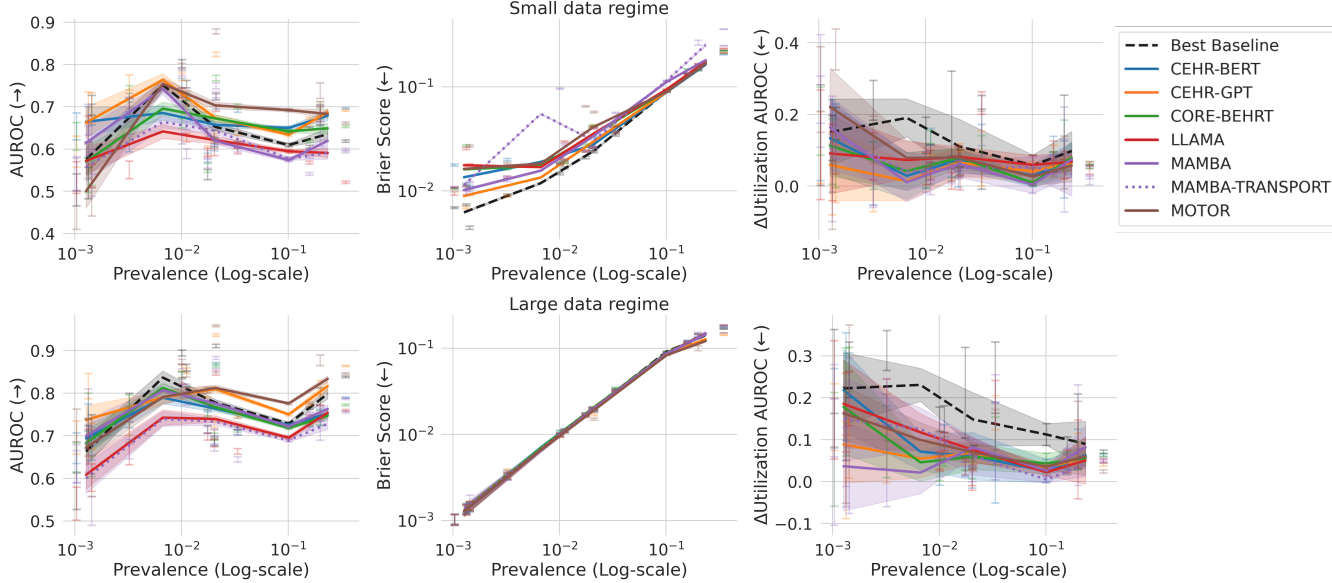 Small data regime
AUROC (→)
0.9
0.8
0.7
0.6
0.5
0.4
10⁻³
10⁻²
10⁻¹
Prevalence (Log-scale)
Brier Score (←)
10⁻¹
10⁻²
10⁻³
10⁻²
10⁻¹
Prevalence (Log-scale)
ΔUtilization AUROC (←)
0.4
0.2
0.0
10⁻³
10⁻²
10⁻¹
Prevalence (Log-scale)
Best Baseline
CEHR-BERT
CEHR-GPT
CORE-BEHRT
LLAMA
MAMBA
MAMBA-TRANSPORT
MOTOR
Large data regime
AUROC (→)
0.9
0.8
0.7
0.6
0.5
10⁻³
10⁻²
10⁻¹
Prevalence (Log-scale)
Brier Score (←)
10⁻¹
10⁻²
10⁻³
10⁻³
10⁻²
10⁻¹
Prevalence (Log-scale)
ΔUtilization AUROC (←)
0.3
0.2
0.1
0.0
−0.1
10⁻³
10⁻²
10⁻¹
Prevalence (Log-scale)